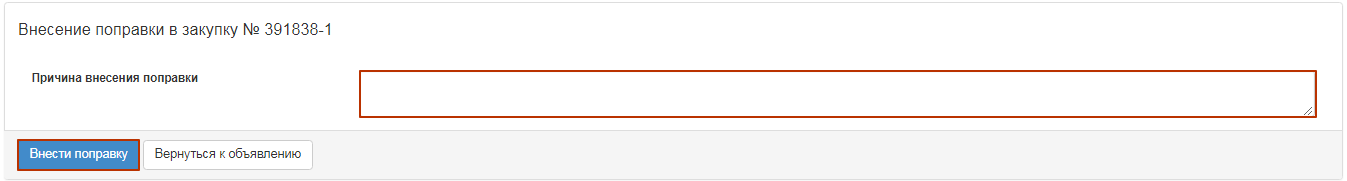 Внесение поправки в закупку № 391838-1
Причина внесения поправки
Внести поправку Вернуться к объявлению